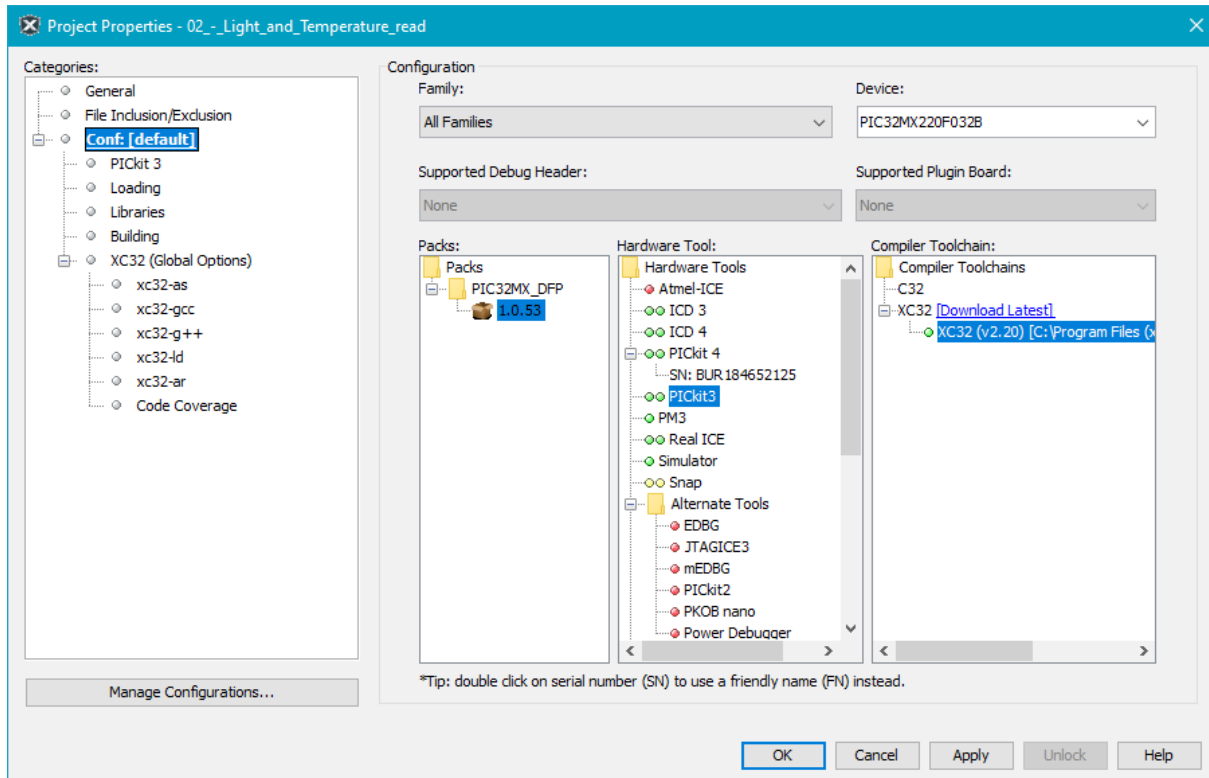 Project Properties - 02_-_Light_and_Temperature_read
Categories:
General
File Inclusion/Exclusion
Conf: [default]
PICkit 3
Loading
Libraries
Building
XC32 (Global Options)
xc32-as
xc32-gcc
xc32-g++
xc32-ld
xc32-ar
Code Coverage
Manage Configurations...
Configuration
Family:
All Families
Device:
PIC32MX220F032B
Supported Debug Header:
None
Supported Plugin Board:
None
Packs:
Packs
PIC32MX_DFP
1.0.53
Hardware Tool:
Hardware Tools
Atmel-ICE
ICD 3
ICD 4
PICkit 4
SN: BUR184652125
PICkit3
PM3
Real ICE
Simulator
Snap
Alternate Tools
EDBG
JTAGICE3
mEDBG
PICkit2
PKOB nano
Power Debugger
Compiler Toolchain:
Compiler Toolchains
C32
XC32 [Download Latest]
XC32 (v2.20) [C:\Program Files (x
*Tip: double click on serial number (SN) to use a friendly name (FN) instead.
OK
Cancel
Apply
Unlock
Help